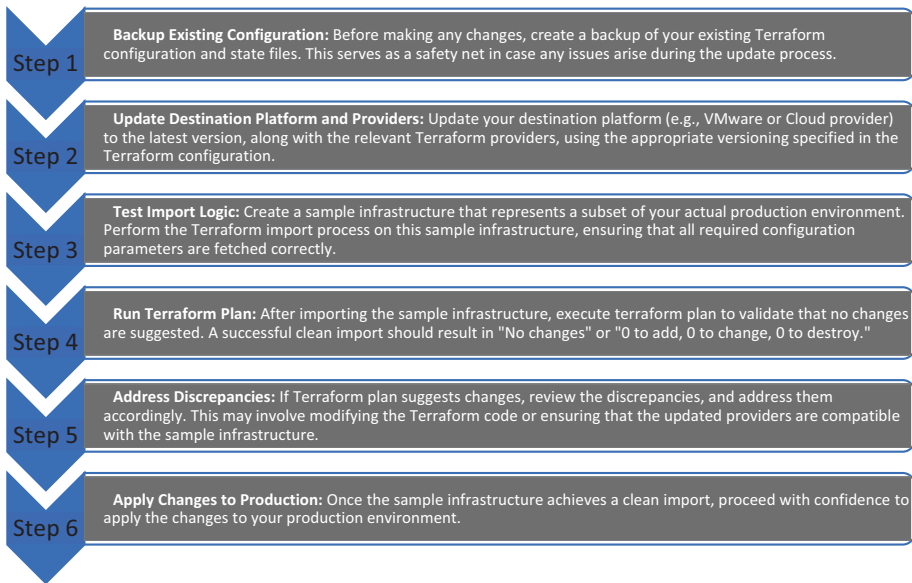 Step 1
Backup Existing Configuration: Before making any changes, create a backup of your existing Terraform
configuration and state files. This serves as a safety net in case any issues arise during the update process.
Step 2
Update Destination Platform and Providers: Update your destination platform (e.g., VMware or Cloud provider)
to the latest version, along with the relevant Terraform providers, using the appropriate versioning specified in the
Terraform configuration.
Step 3
Test Import Logic: Create a sample infrastructure that represents a subset of your actual production environment.
Perform the Terraform import process on this sample infrastructure, ensuring that all required configuration
parameters are fetched correctly.
Step 4
Run Terraform Plan: After importing the sample infrastructure, execute terraform plan to validate that no changes
are suggested. A successful clean import should result in "No changes" or "0 to add, 0 to change, 0 to destroy."
Step 5
Address Discrepancies: If Terraform plan suggests changes, review the discrepancies, and address them
accordingly. This may involve modifying the Terraform code or ensuring that the updated providers are compatible
with the sample infrastructure.
Step 6
Apply Changes to Production: Once the sample infrastructure achieves a clean import, proceed with confidence to
apply the changes to your production environment.